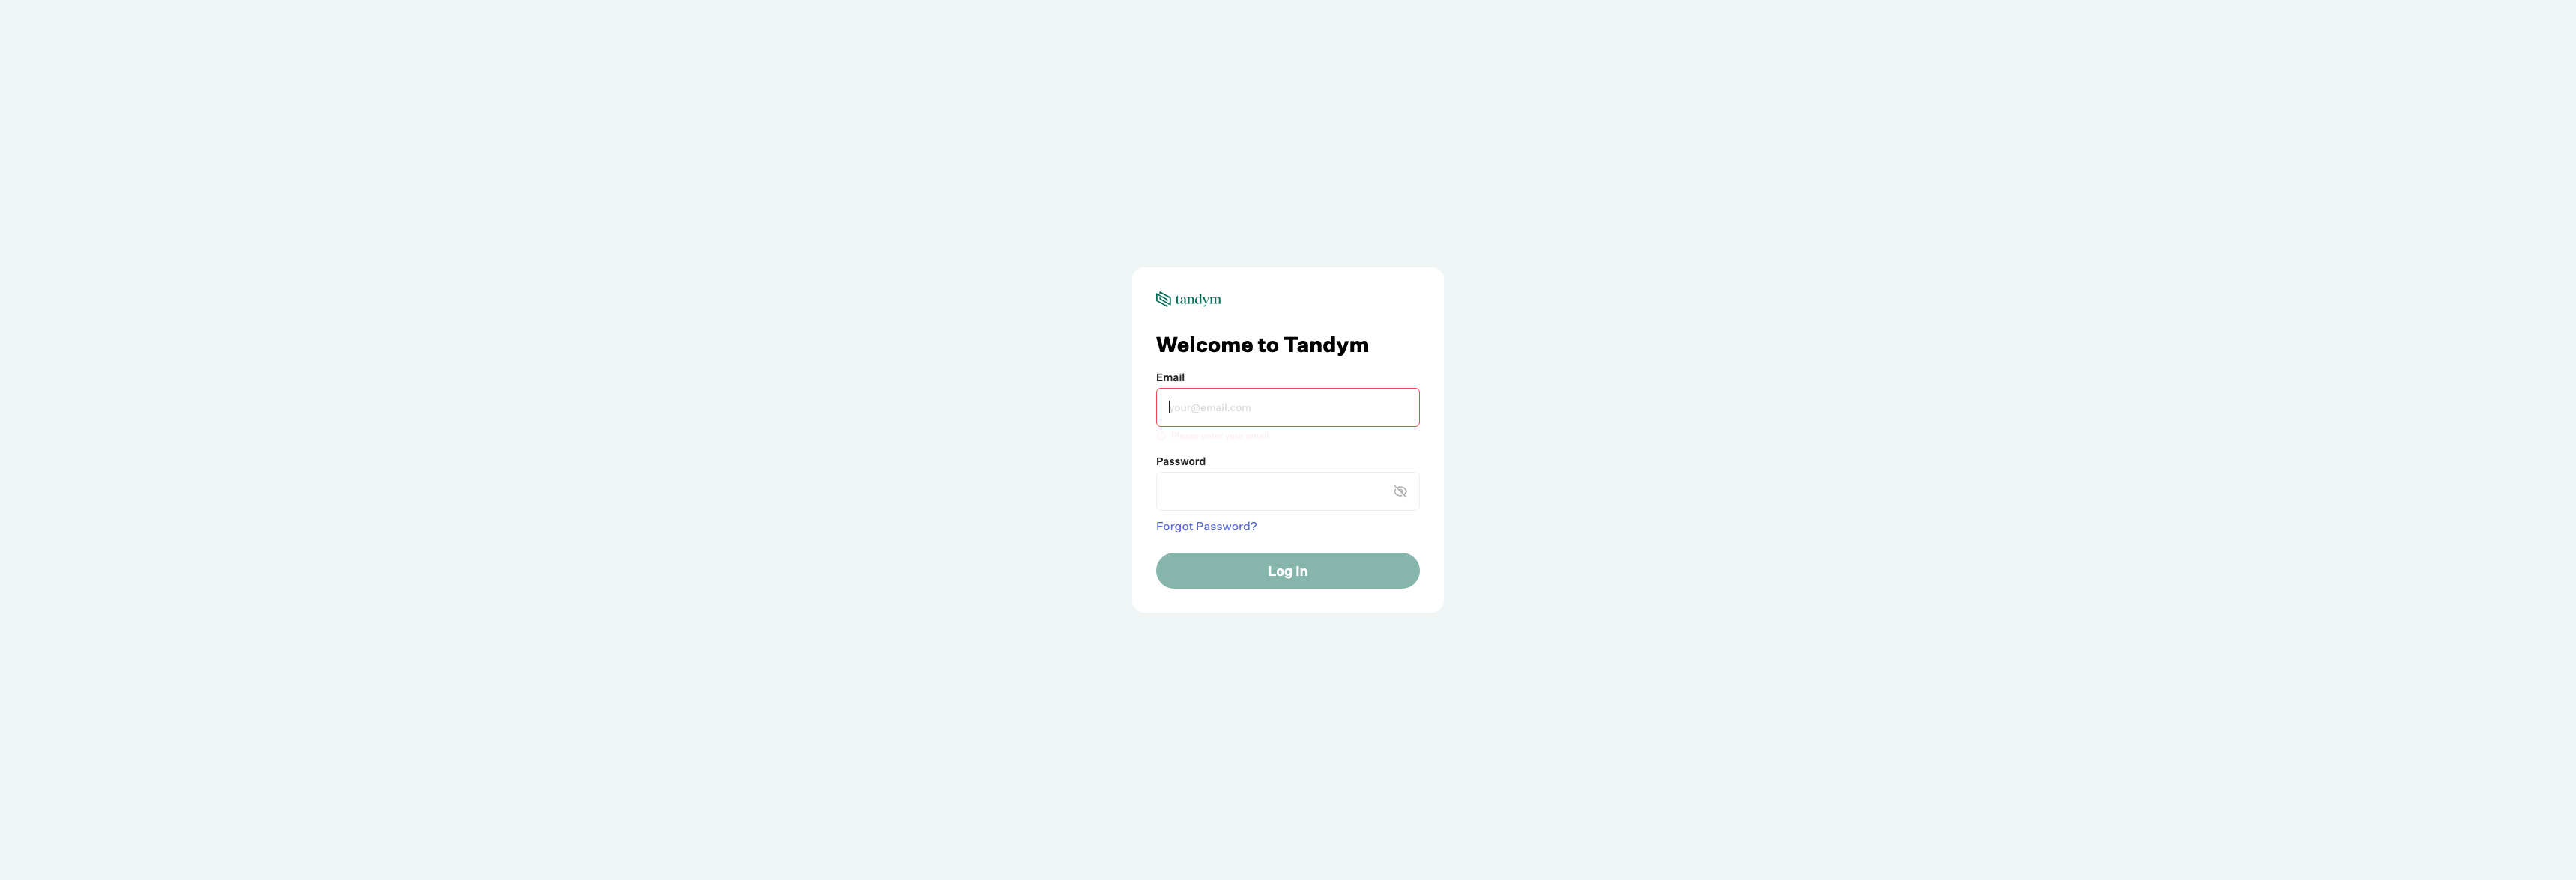 tandym
Welcome to Tandym
Email
your@email.com
Please enter your email
Password
Forgot Password?
Log In